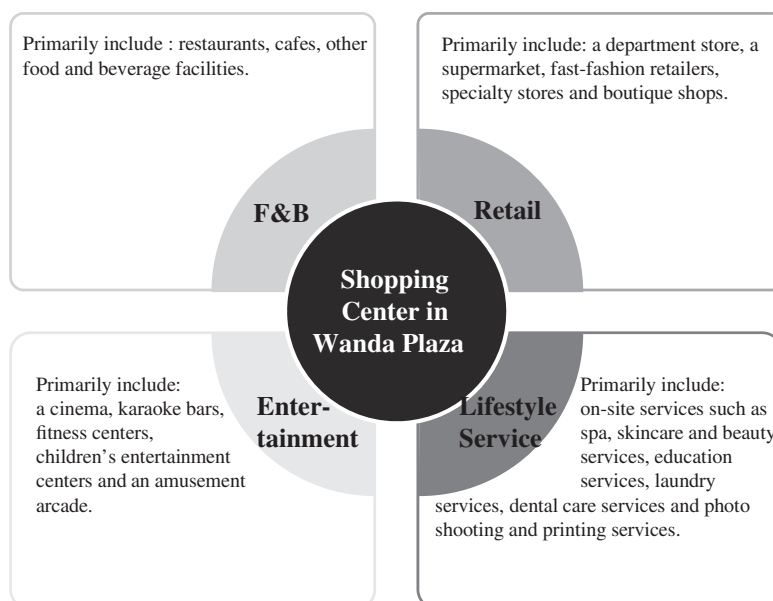 Primarily include : restaurants, cafes, other
food and beverage facilities.
Primarily include: a department store, a
supermarket, fast-fashion retailers,
specialty stores and boutique shops.
F&B
Retail
Shopping
Center in
Wanda Plaza
Primarily include:
a cinema, karaoke bars,
fitness centers,
children’s entertainment
centers and an amusement
arcade.
Enter-
tainment
Lifestyle
Service
Primarily include:
on-site services such as
spa, skincare and beauty
services, education
services, laundry
services, dental care services and photo
shooting and printing services.